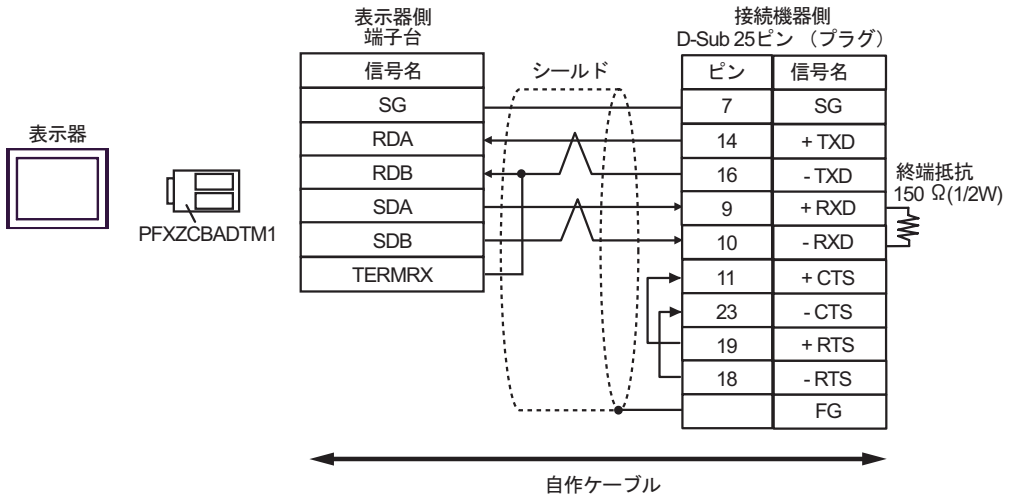 表示器側
端子台
接続機器側
D-Sub 25ピン (プラグ)
信号名
シールド
ピン
信号名
SG
7
SG
表示器
RDA
14
+ TXD
RDB
16
- TXD
終端抵抗
150 Ω(1/2W)
SDA
9
+ RXD
PFXZCBADTM1
SDB
10
- RXD
TERMRX
11
+ CTS
23
- CTS
19
+ RTS
18
- RTS
FG
自作ケーブル